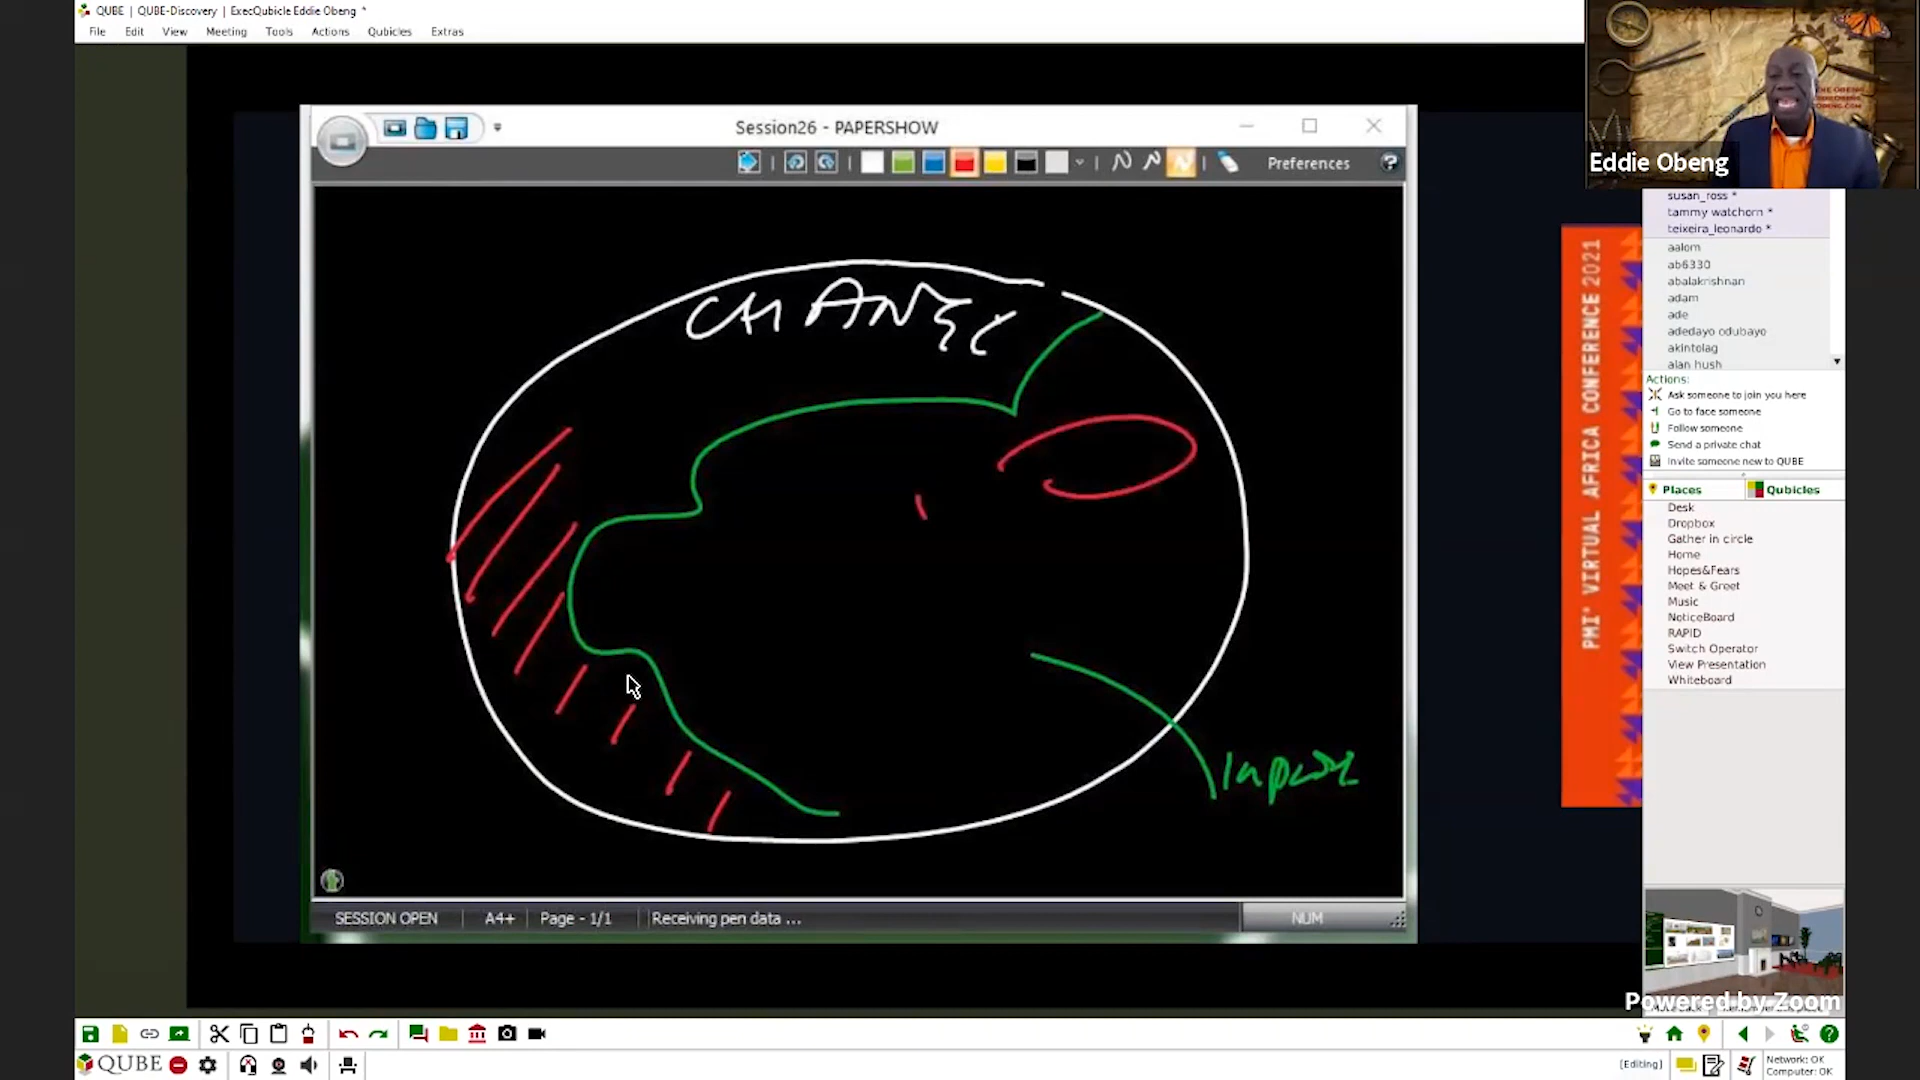 QUBE | QUBE-Discovery | ExecQubicle Eddie Obeng *
File Edit View Meeting Tools Actions Qubicles Extras
Session26 - PAPERSHOW
Preferences
CHANGE
SESSION OPEN A4+ Page - 1/1 Receiving pen data ... NUM
PMI® VIRTUAL AFRICA CONFERENCE 2021
Eddie Obeng
susan_ross *
tammy watchorn *
teixeira_leonardo *
aalom
ab6330
abalakrishnan
adam
ade
adedayo odubayo
akintolag
alan hush
Actions:
Ask someone to join you here
Go to face someone
Follow someone
Send a private chat
Invite someone new to QUBE
Places Qubicles
Desk
Dropbox
Gather in circle
Home
Hopes&Fears
Meet & Greet
Music
NoticeBoard
RAPID
Switch Operator
View Presentation
Whiteboard
Powered by Zoom
QUBE
[Editing]
Network: OK
Computer: OK